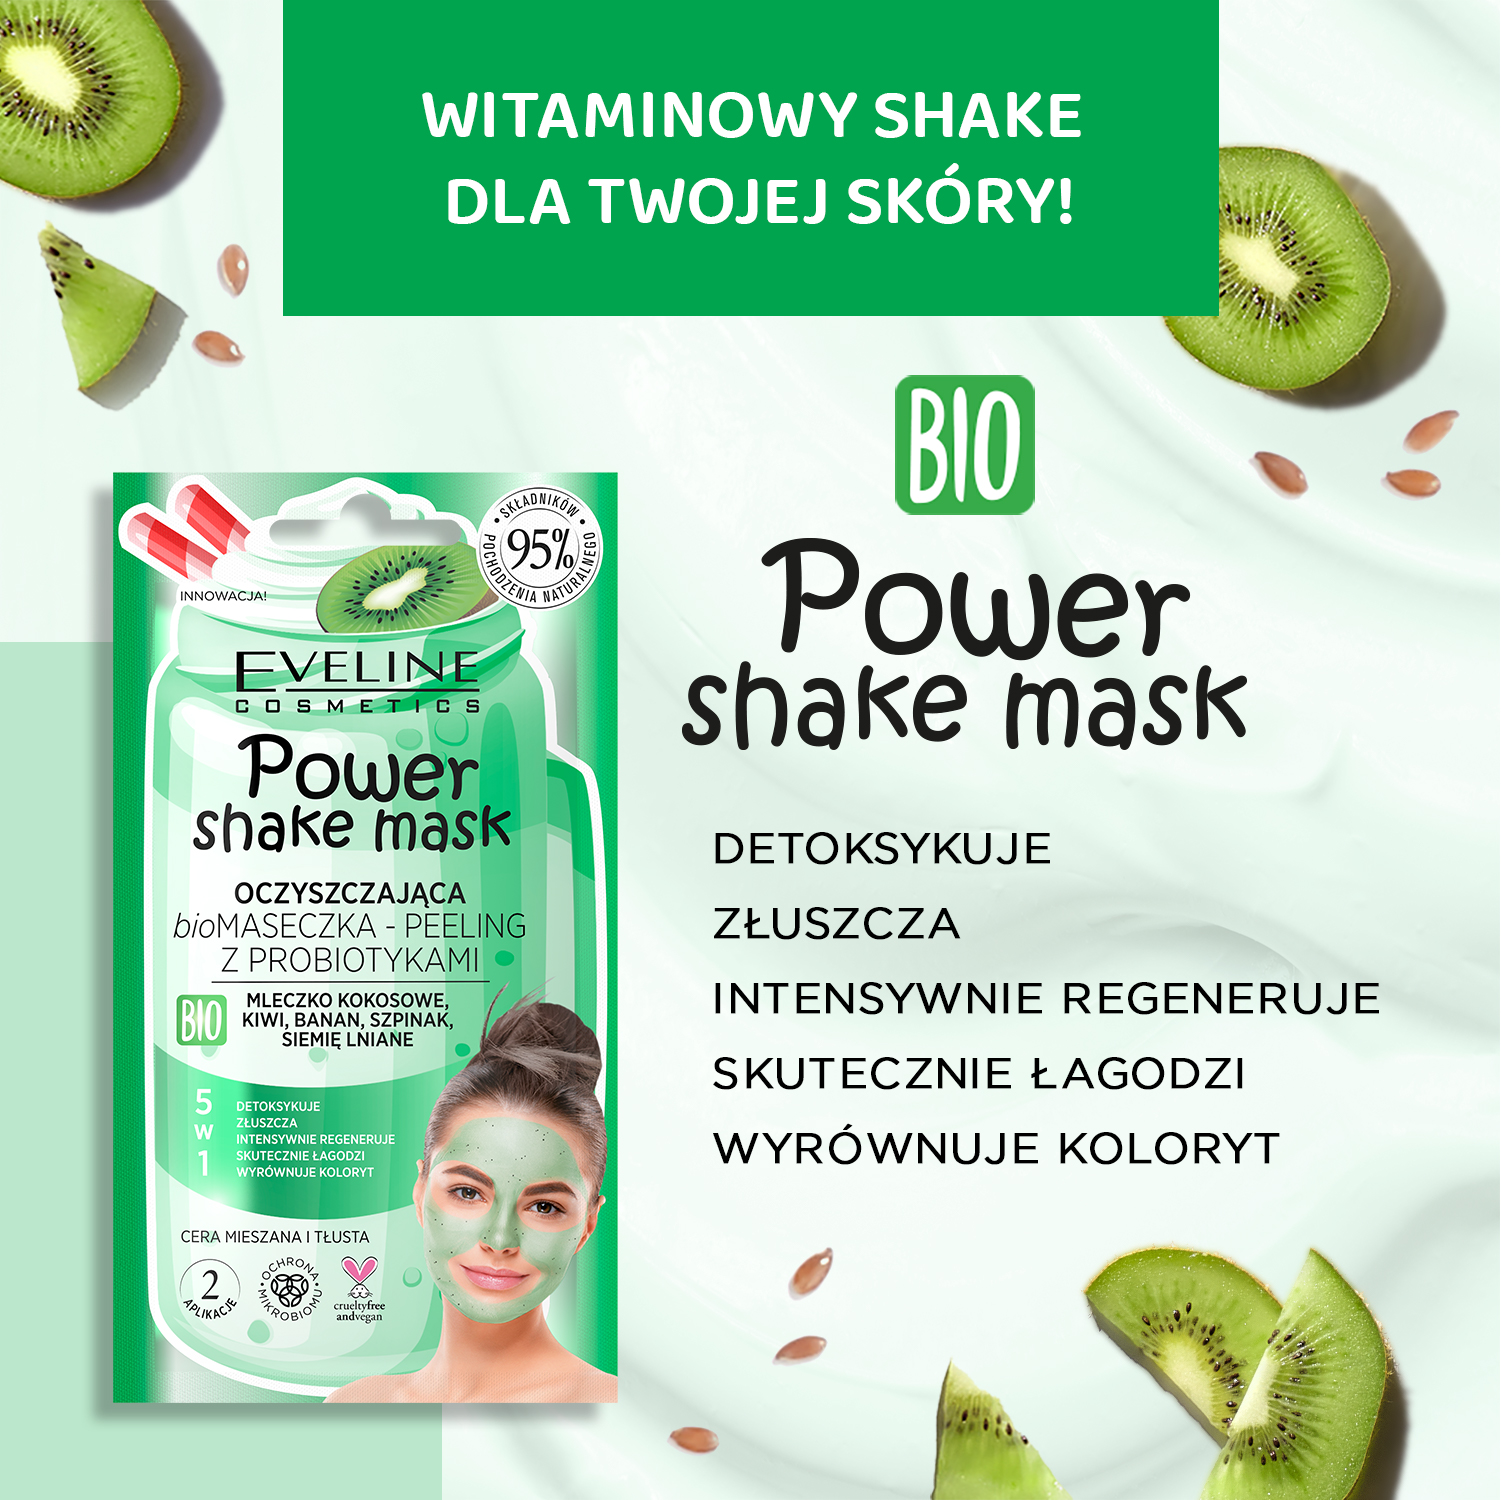 WITAMINOWY SHAKE
DLA TWOJEJ SKÓRY!
BIO
Power
shake mask
DETOKSYKUJE
ZŁUSZCZA
INTENSYWNIE REGENERUJE
SKUTECZNIE ŁAGODZI
WYRÓWNUJE KOLORYT
INNOWACJA!
95%
SKŁADNIKÓW
POCHODZENIA NATURALNEGO
EVELINE
COSMETICS
Power
shake mask
OCZYSZCZAJĄCA
bioMASECZKA - PEELING
Z PROBIOTYKAMI
BIO
MLECZKO KOKOSOWE,
KIWI, BANAN, SZPINAK,
SIEMIĘ LNIANE
5
w
1
DETOKSYKUJE
ZŁUSZCZA
INTENSYWNIE REGENERUJE
SKUTECZNIE ŁAGODZI
WYRÓWNUJE KOLORYT
CERA MIESZANA I TŁUSTA
2
APLIKACJE
OCHRONA
MIKROBIOMU
crueltyfree
andvegan